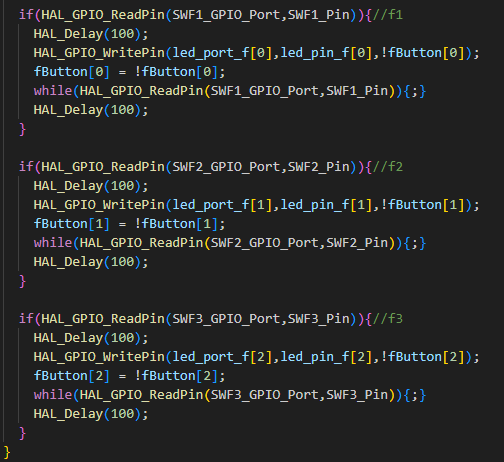 if(HAL_GPIO_ReadPin(SWF1_GPIO_Port,SWF1_Pin)){//f1
HAL_Delay(100);
HAL_GPIO_WritePin(led_port_f[0],led_pin_f[0],!fButton[0]);
fButton[0] = !fButton[0];
while(HAL_GPIO_ReadPin(SWF1_GPIO_Port,SWF1_Pin)){;}
HAL_Delay(100);
}
if(HAL_GPIO_ReadPin(SWF2_GPIO_Port,SWF2_Pin)){//f2
HAL_Delay(100);
HAL_GPIO_WritePin(led_port_f[1],led_pin_f[1],!fButton[1]);
fButton[1] = !fButton[1];
while(HAL_GPIO_ReadPin(SWF2_GPIO_Port,SWF2_Pin)){;}
HAL_Delay(100);
}
if(HAL_GPIO_ReadPin(SWF3_GPIO_Port,SWF3_Pin)){//f3
HAL_Delay(100);
HAL_GPIO_WritePin(led_port_f[2],led_pin_f[2],!fButton[2]);
fButton[2] = !fButton[2];
while(HAL_GPIO_ReadPin(SWF3_GPIO_Port,SWF3_Pin)){;}
HAL_Delay(100);
}
}